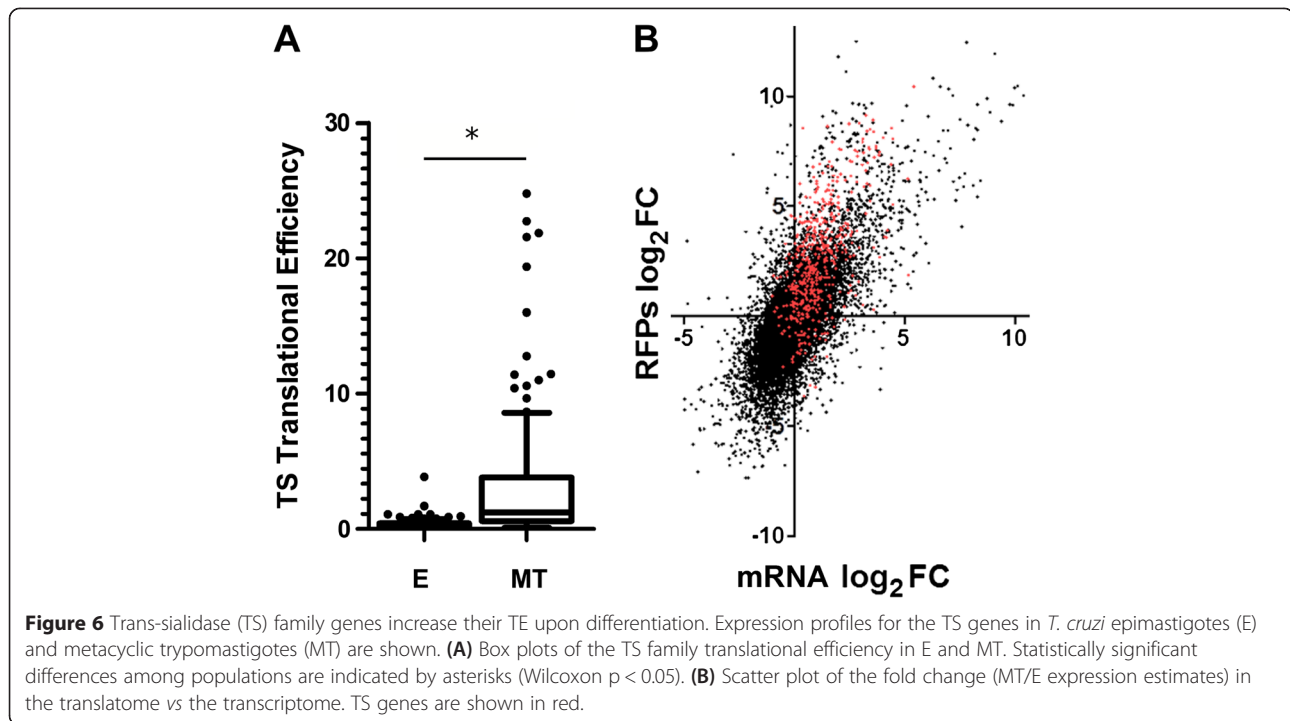 A
30
20
10
0
TS Translational Efficiency
*
E
MT
B
10
5
-5
5
10
5
-10
RFPs log2FC
mRNA log2FC
Figure 6 Trans-sialidase (TS) family genes increase their TE upon differentiation. Expression profiles for the TS genes in T. cruzi epimastigotes (E)
and metacyclic trypomastigotes (MT) are shown. (A) Box plots of the TS family translational efficiency in E and MT. Statistically significant
differences among populations are indicated by asterisks (Wilcoxon p < 0.05). (B) Scatter plot of the fold change (MT/E expression estimates) in
the translatome vs the transcriptome. TS genes are shown in red.